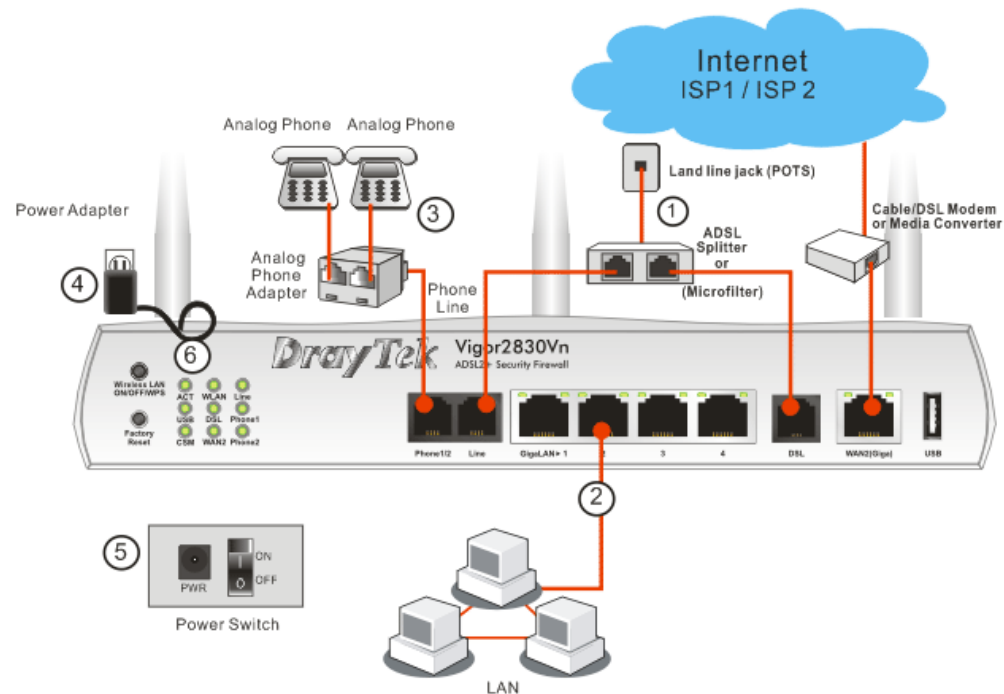 Internet
ISP1 / ISP 2
Analog Phone
Analog Phone
Land line jack (POTS)
Power Adapter
3
1
Cable/DSL Modem
or Media Converter
ADSL
Splitter
or
(Microfilter)
Analog
Phone
Adapter
4
Phone
Line
6
DrayTek
Vigor2830Vn
ADSL2+ Security Firewall
Wireless LAN
ON/OFF/WPS
ACT WLAN Line
USB DSL Phone1
CSM WAN2 Phone2
Factory
Reset
Phone1/2
Line
GigaLAN 1
2
3
4
DSL
WAN2(Giga)
USB
2
5
PWR
ON
OFF
I
0
Power Switch
LAN